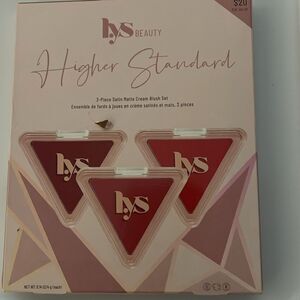 $20
lys BEAUTY
Higher Standard
3-Piece Satin Matte Cream Blush Set
Ensemble de fards à joues en crème satinés et mats, 3 pièces
lys
lys
lys